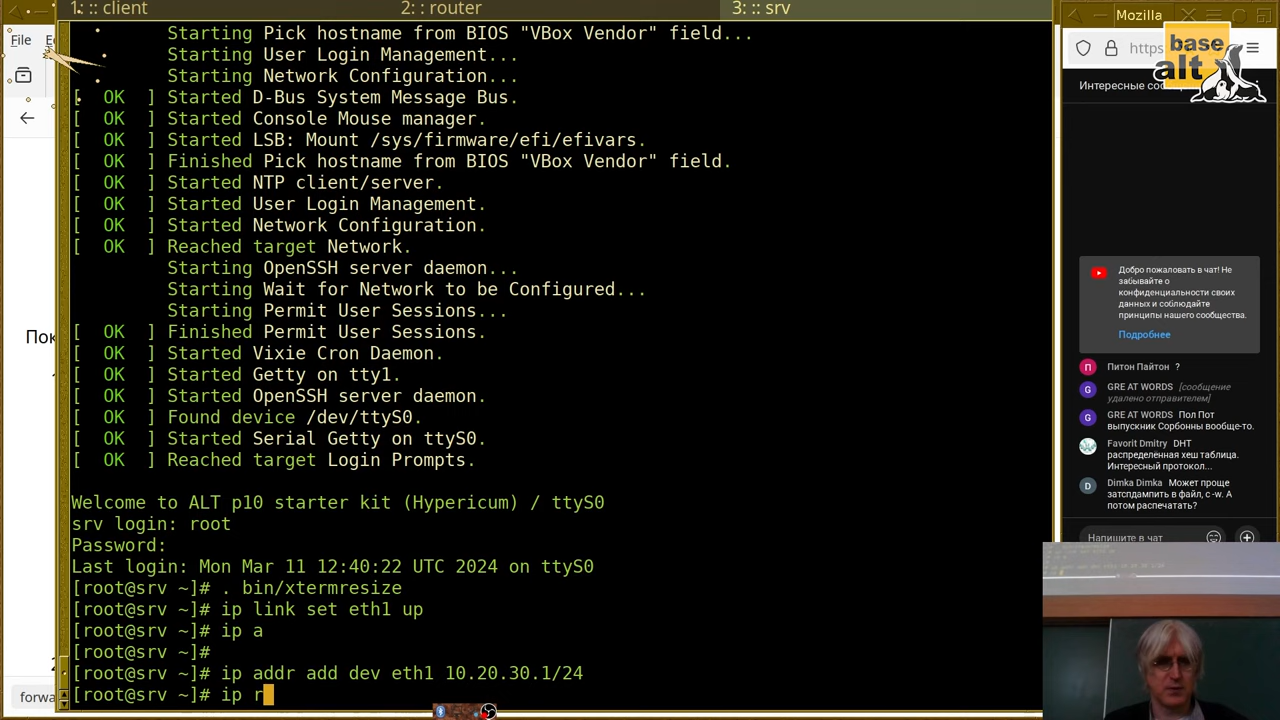 1: :: client
2: : router
3: :: srv
Starting Pick hostname from BIOS "VBox Vendor" field...
Starting User Login Management...
Starting Network Configuration...
[ OK ] Started D-Bus System Message Bus.
[ OK ] Started Console Mouse manager.
[ OK ] Started LSB: Mount /sys/firmware/efi/efivars.
[ OK ] Finished Pick hostname from BIOS "VBox Vendor" field.
[ OK ] Started NTP client/server.
[ OK ] Started User Login Management.
[ OK ] Started Network Configuration.
[ OK ] Reached target Network.
Starting OpenSSH server daemon...
Starting Wait for Network to be Configured...
Starting Permit User Sessions...
[ OK ] Finished Permit User Sessions.
[ OK ] Started Vixie Cron Daemon.
[ OK ] Started Getty on tty1.
[ OK ] Started OpenSSH server daemon.
[ OK ] Found device /dev/ttyS0.
[ OK ] Started Serial Getty on ttyS0.
[ OK ] Reached target Login Prompts.
Welcome to ALT p10 starter kit (Hypericum) / ttyS0
srv login: root
Password:
Last login: Mon Mar 11 12:40:22 UTC 2024 on ttyS0
[root@srv ~]# . bin/xtermresize
[root@srv ~]# ip link set eth1 up
[root@srv ~]# ip a
[root@srv ~]#
[root@srv ~]# ip addr add dev eth1 10.20.30.1/24
[root@srv ~]# ip r
File
Пок
forwa
Mozilla
https
base
alt
Интересные соо
Добро пожаловать в чат! Не
забывайте о
конфиденциальности своих
данных и соблюдайте
принципы нашего сообщества.
Подробнее
П Питон Пайтон ?
G GRE AT WORDS [сообщение
удалено отправителем]
G GRE AT WORDS Пол Пот
выпускник Сорбонны вообще-то.
Favorit Dmitry DHT
распределённая хеш таблица.
Интересный протокол...
D Dimka Dimka Может проще
затспдампить в файл, с -w. А
потом распечатать?
Напишите в чат